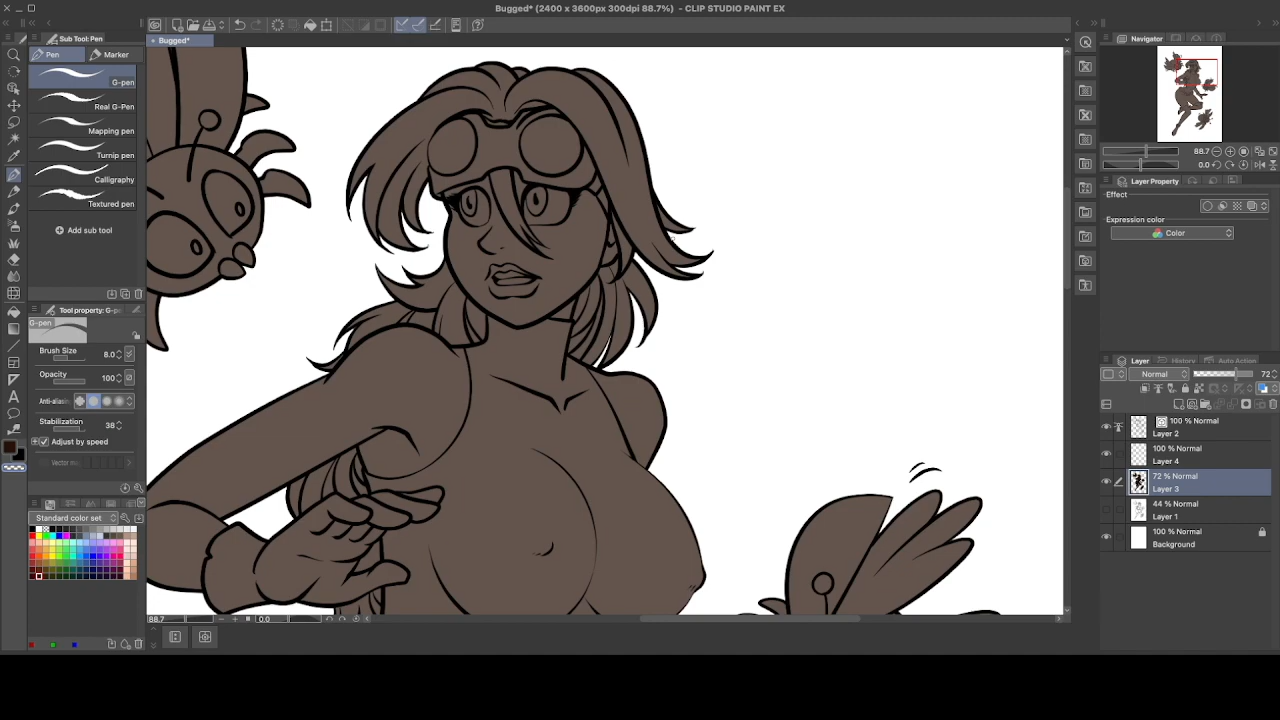 Bugged* (2400 x 3600px 300dpi 88.7%) - CLIP STUDIO PAINT EX
Sub Tool: Pen
Bugged*
Navigator
Pen
Marker
G-pen
Real G-Pen
Mapping pen
Turnip pen
Calligraphy
Textured pen
Add sub tool
88.7
0.0
Layer Property
Effect
Expression color
Color
Tool property: G-p
G-pen
Brush Size
8.0
Opacity
100
Anti-alias
Stabilization
38
Adjust by speed
Vector m
Standard color set
Layer
History
Auto Action
Normal
72
100 % Normal
Layer 2
100 % Normal
Layer 4
72 % Normal
Layer 3
44 % Normal
Layer 1
100 % Normal
Background
88.7
0.0